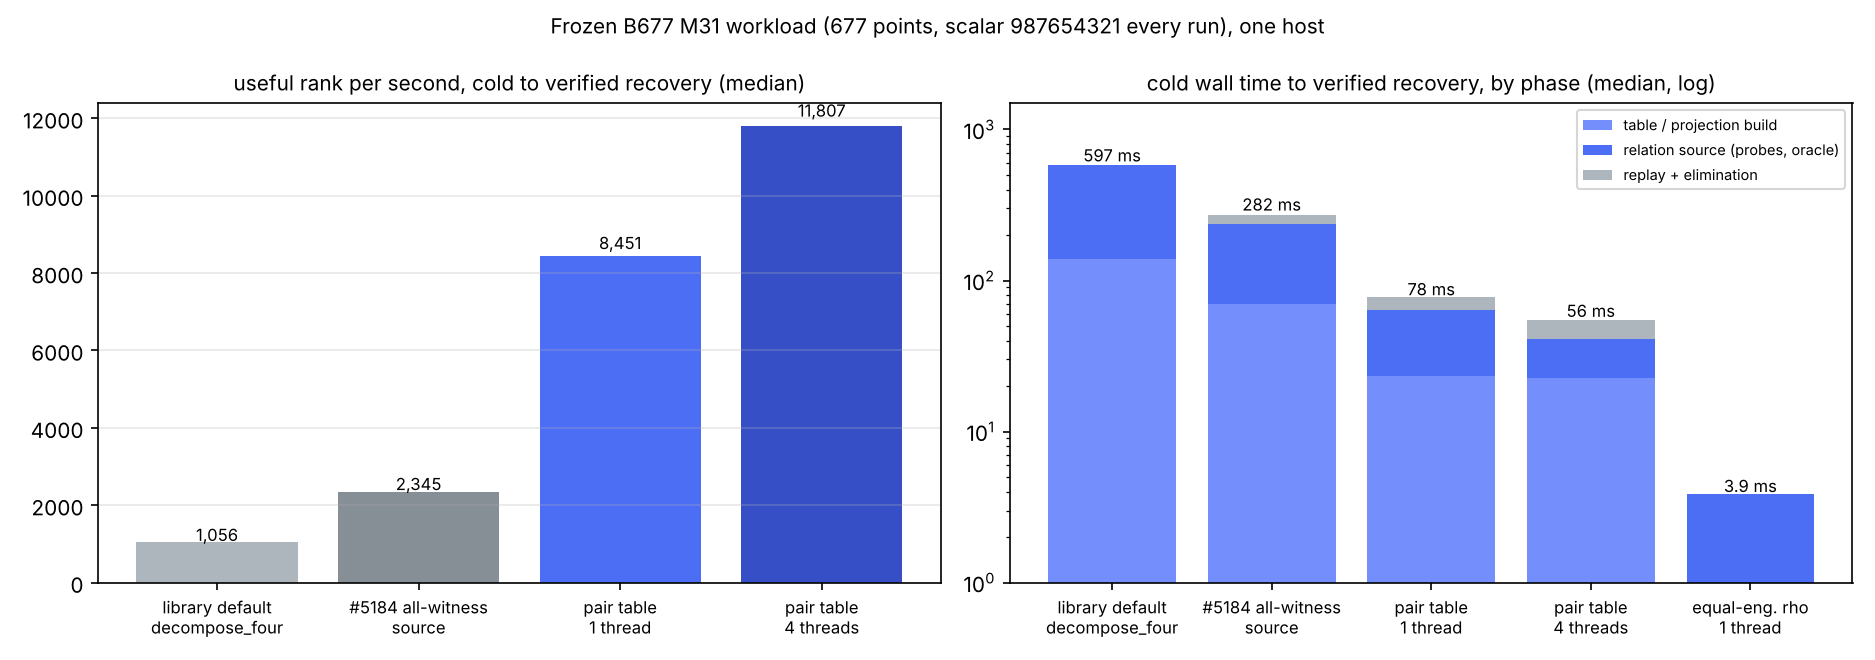 Frozen B677 M31 workload (677 points, scalar 987654321 every run), one host
useful rank per second, cold to verified recovery (median)
12000
10000
8000
6000
4000
2000
0
1,056
2,345
8,451
11,807
library default
decompose_four
#5184 all-witness
source
pair table
1 thread
pair table
4 threads
cold wall time to verified recovery, by phase (median, log)
10³
10²
10¹
10⁰
table / projection build
relation source (probes, oracle)
replay + elimination
597 ms
282 ms
78 ms
56 ms
3.9 ms
library default
decompose_four
#5184 all-witness
source
pair table
1 thread
pair table
4 threads
equal-eng. rho
1 thread